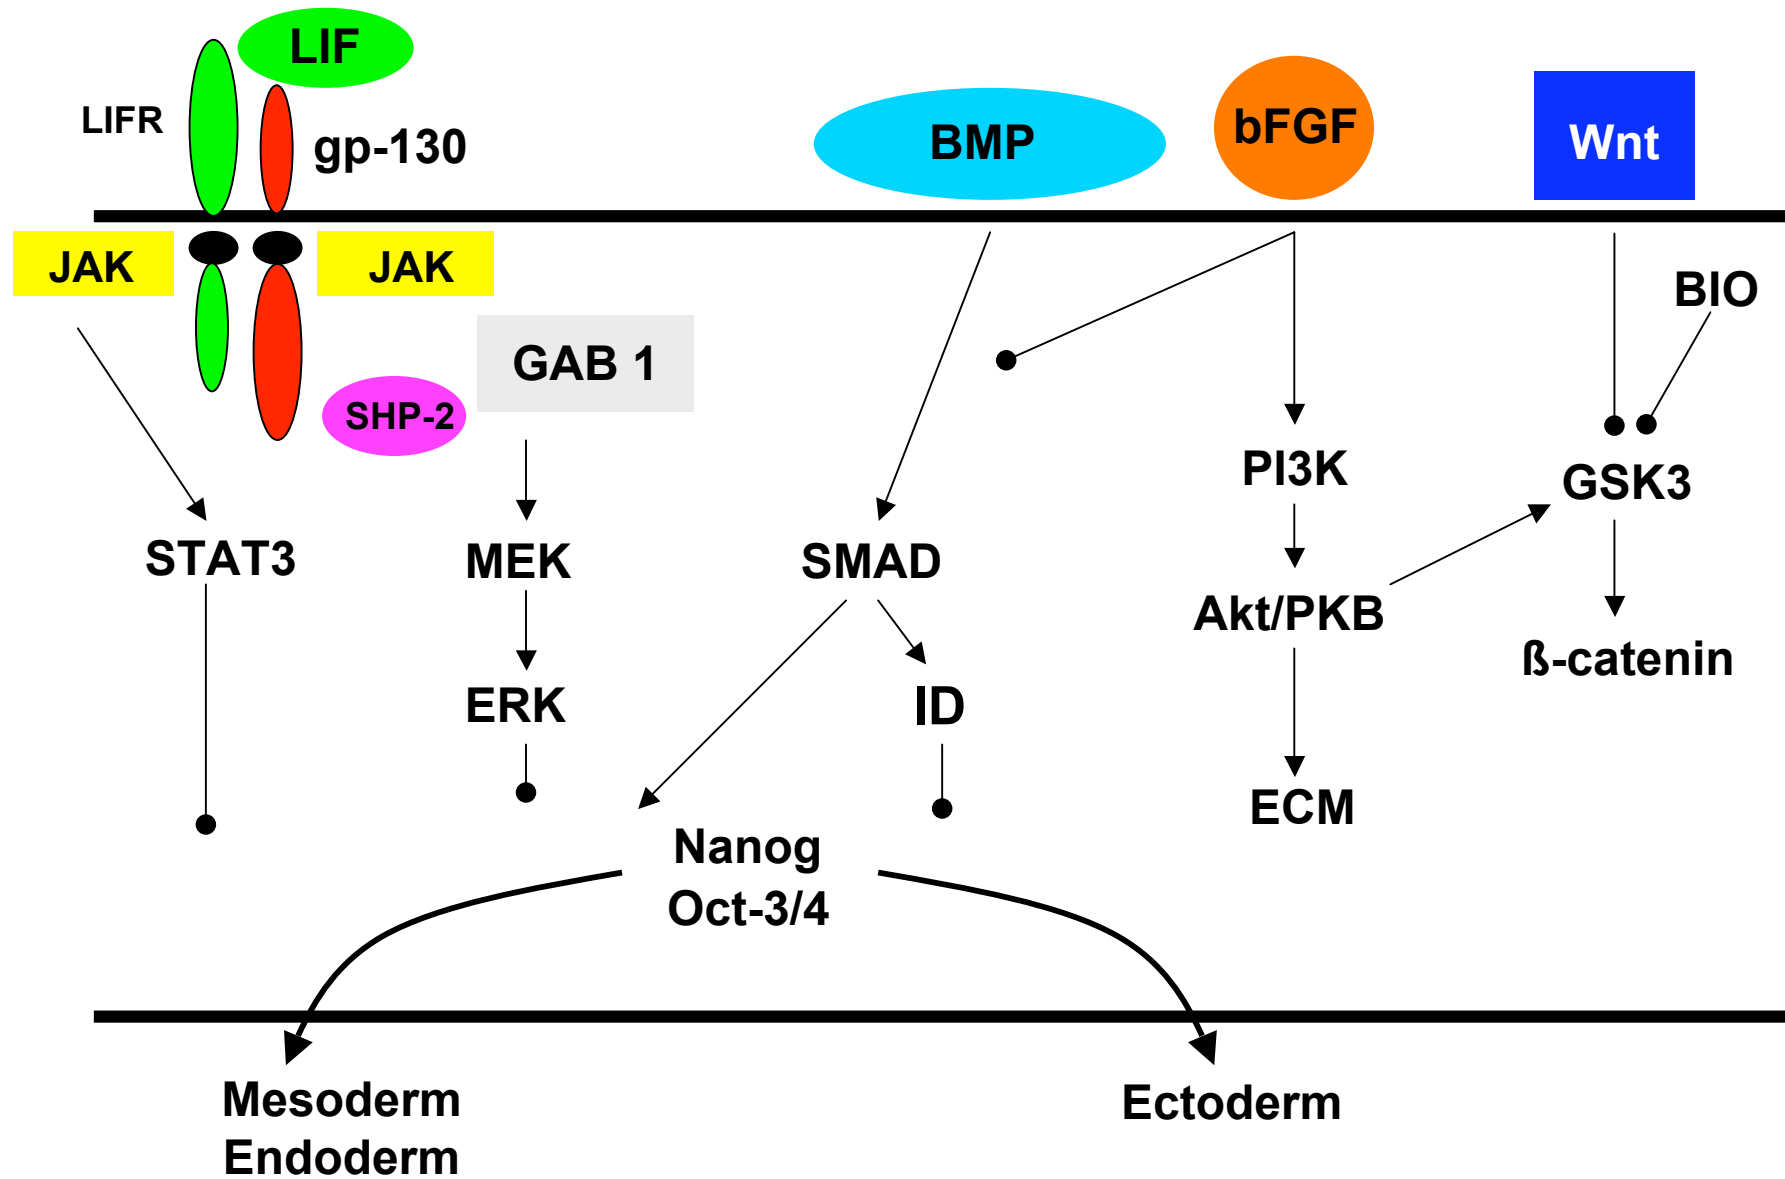 LIF
LIFR
gp-130
BMP
bFGF
Wnt
JAK
JAK
BIO
GAB 1
SHP-2
PI3K
GSK3
STAT3
MEK
SMAD
Akt/PKB
ß-catenin
ERK
ID
ECM
Nanog
Oct-3/4
Mesoderm
Endoderm
Ectoderm